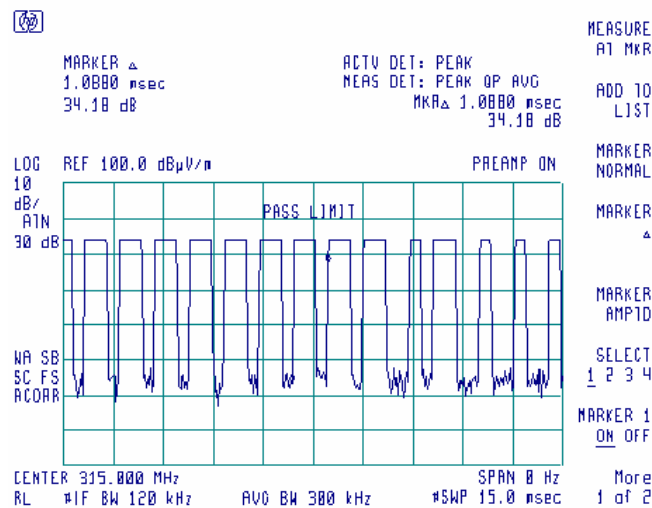 hp
MEASURE
AT MKR
MARKER △
1.0880 msec
34.18 dB
ACTV DET: PEAK
MEAS DET: PEAK QP AVG
MKR△ 1.0880 msec
34.18 dB
ADD TO
LIST
LOG REF 100.0 dBµV/m PREAMP ON
10
dB/
ATN
30 dB
PASS LIMIT
MARKER
NORMAL
MARKER
△
MARKER
AMPTD
WA SB
SC FS
ACORR
SELECT
1 2 3 4
MARKER 1
ON OFF
CENTER 315.000 MHz SPAN 0 Hz
RL #IF BW 120 kHz AVG BW 300 kHz #SWP 15.0 msec
More
1 of 2